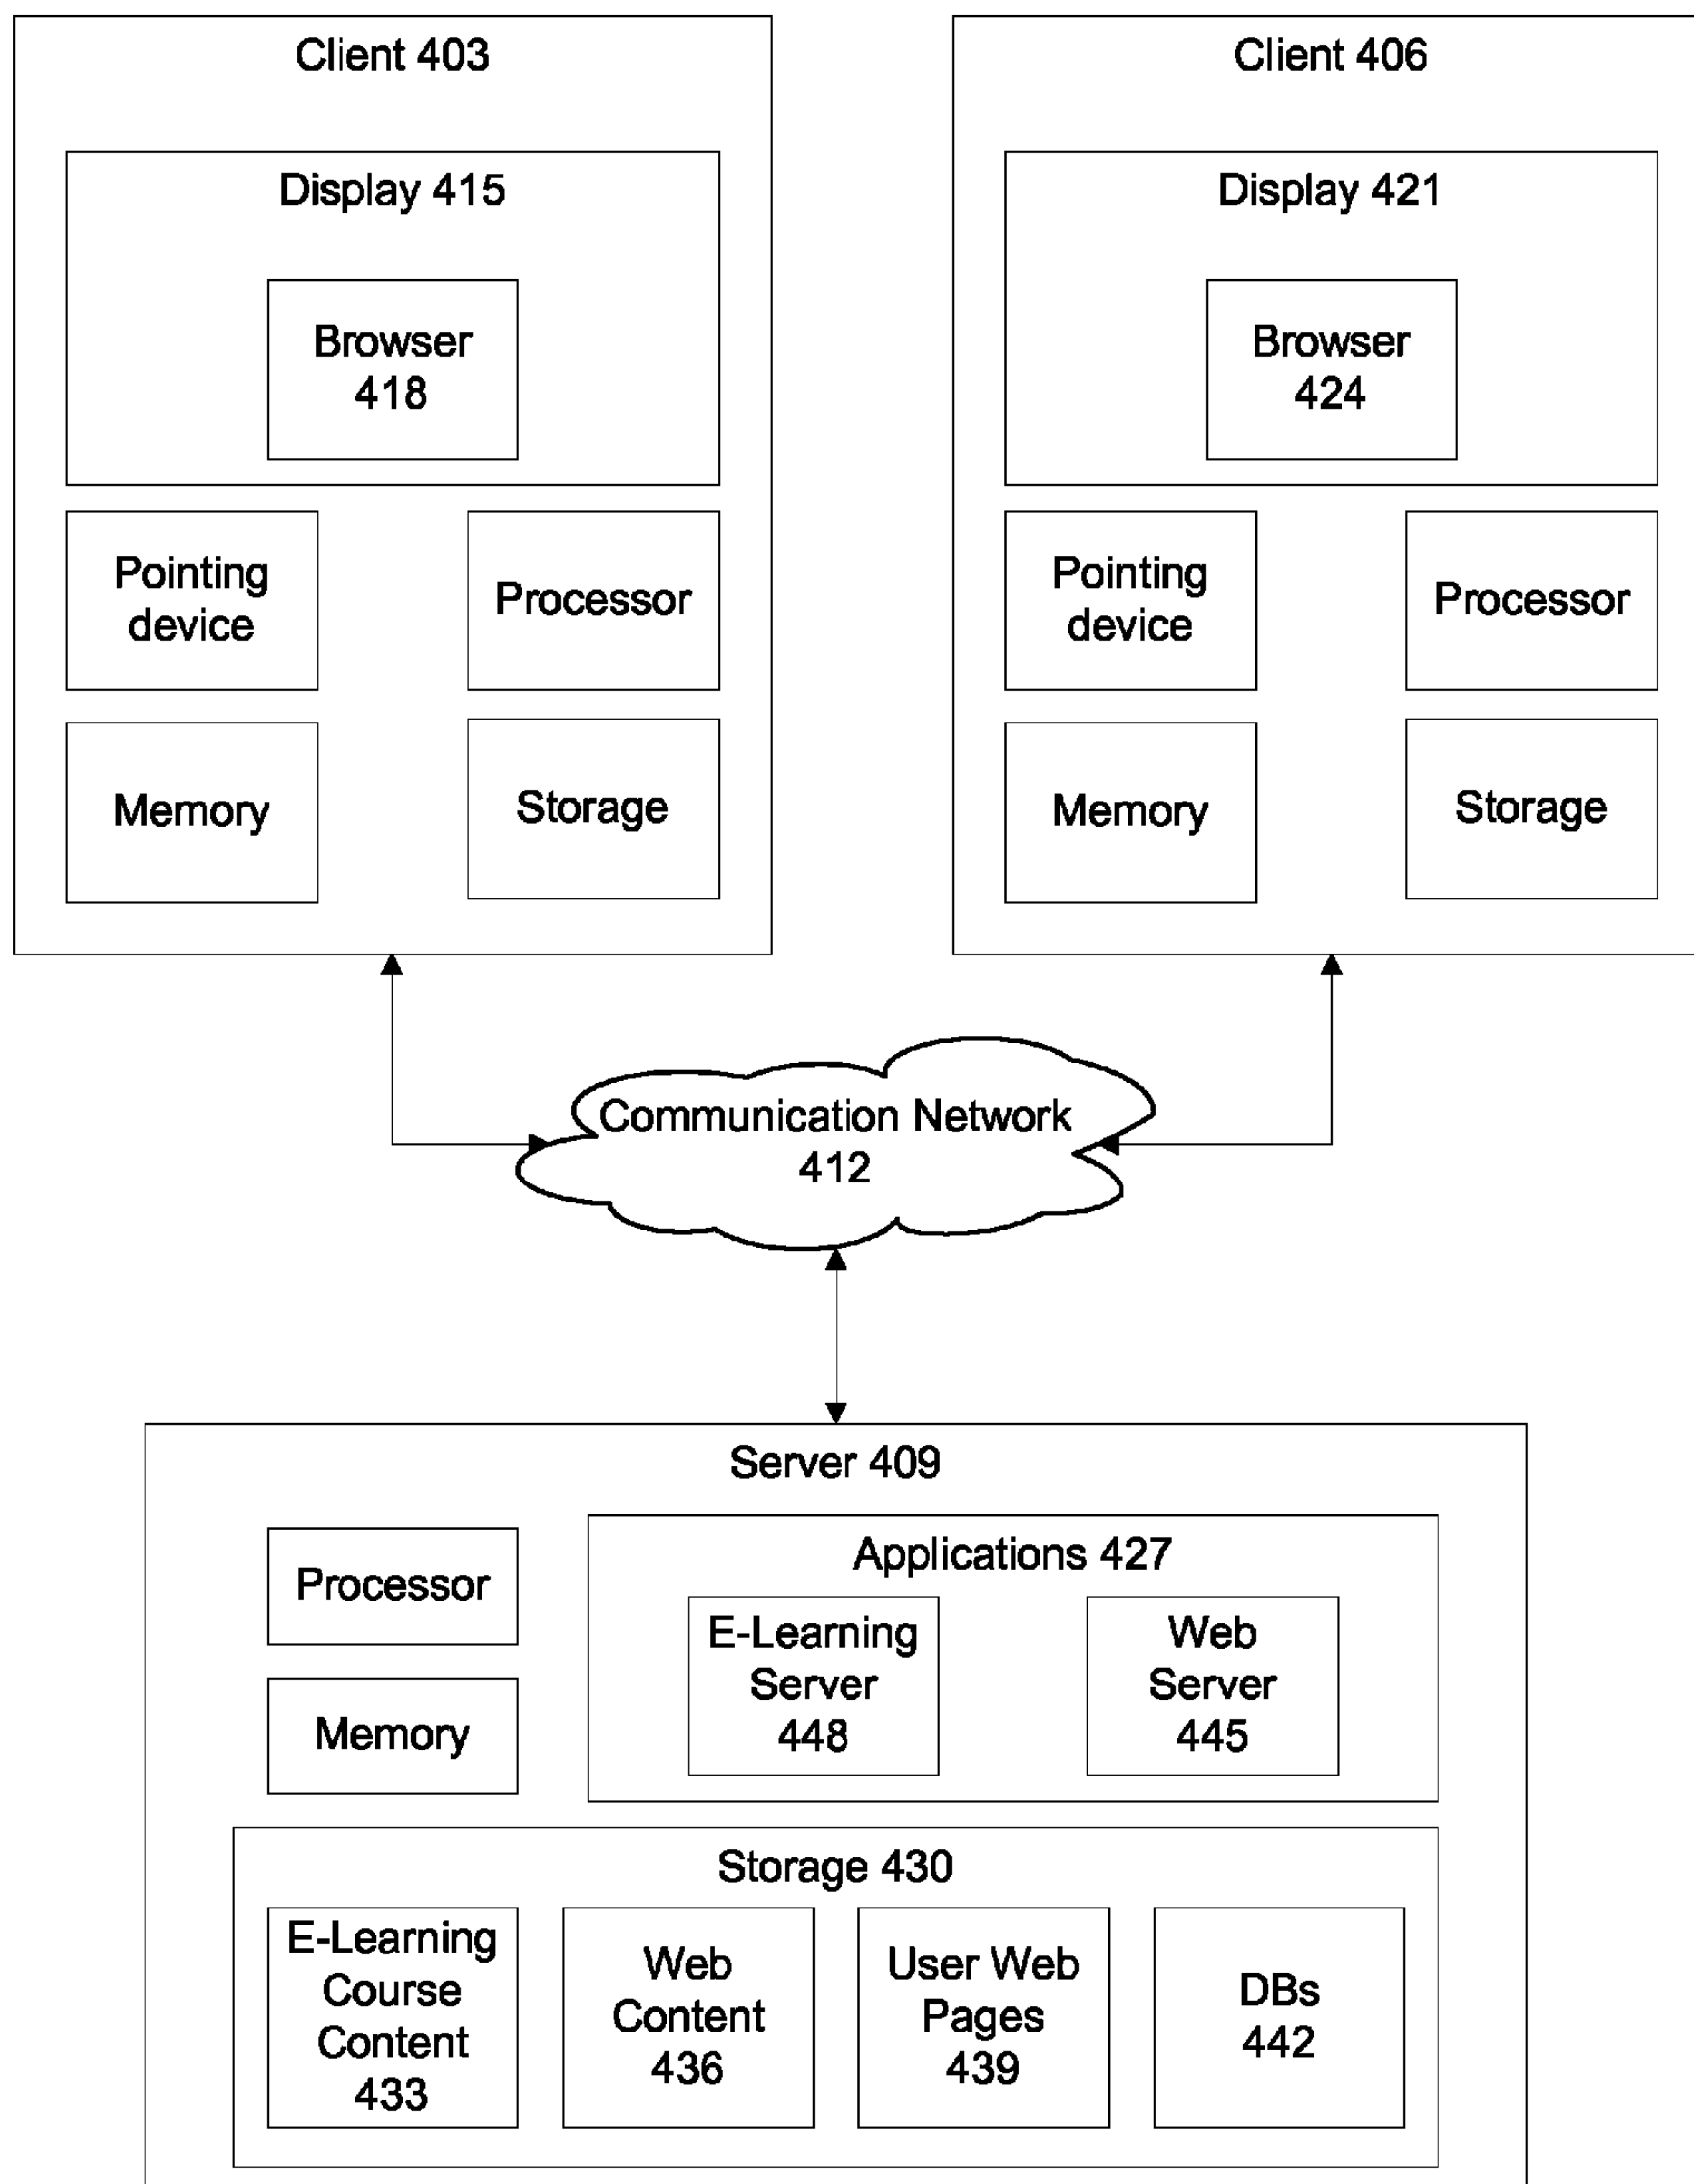 Client 403
Display 415
Browser
418
Pointing
device
Processor
Memory
Storage
Client 406
Display 421
Browser
424
Pointing
device
Processor
Memory
Storage
Communication Network
412
Server 409
Processor
Memory
Applications 427
E-Learning
Server
448
Web
Server
445
Storage 430
E-Learning
Course
Content
433
Web
Content
436
User Web
Pages
439
DBs
442